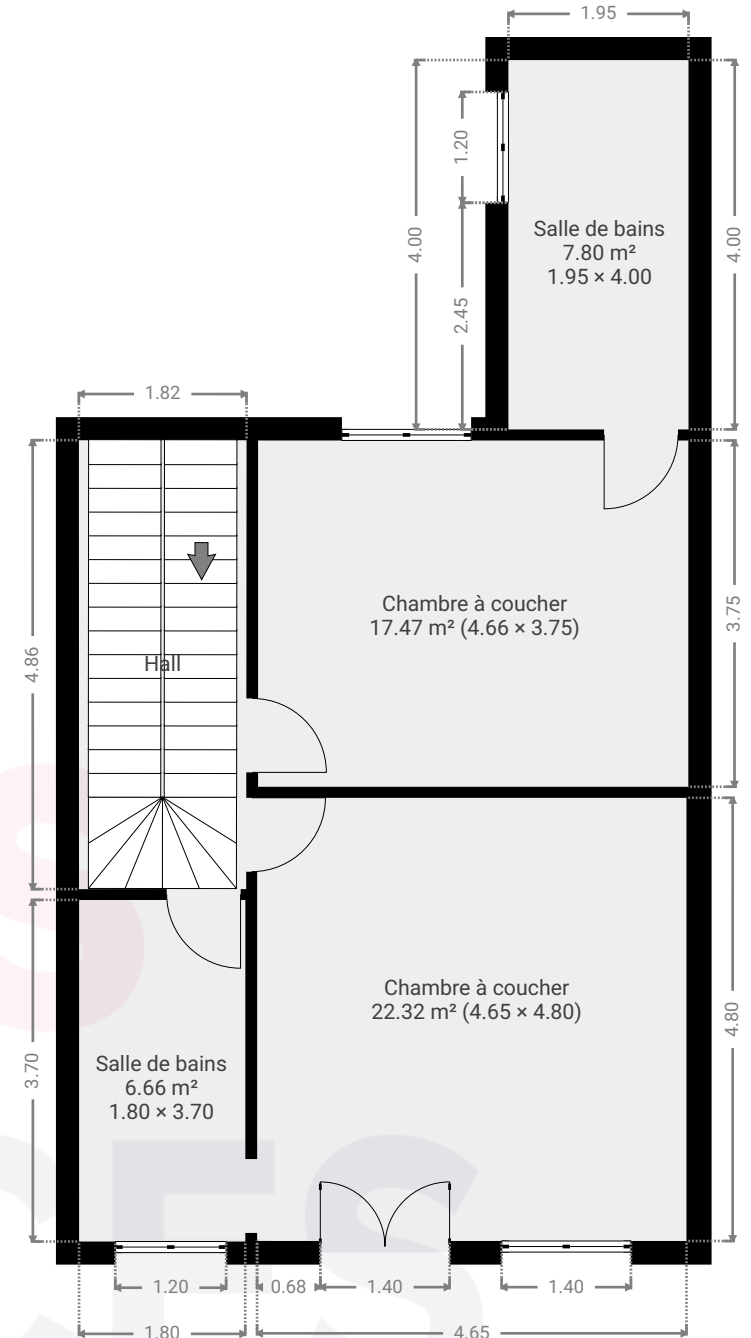 1.95
1.20
4.00
4.00
Salle de bains
7.80 m²
1.95 × 4.00
2.45
1.82
Chambre à coucher
17.47 m² (4.66 × 3.75)
3.75
4.86
Hall
Chambre à coucher
22.32 m² (4.65 × 4.80)
4.80
3.70
Salle de bains
6.66 m²
1.80 × 3.70
1.20
0.68
1.40
1.40
1.80
4.65